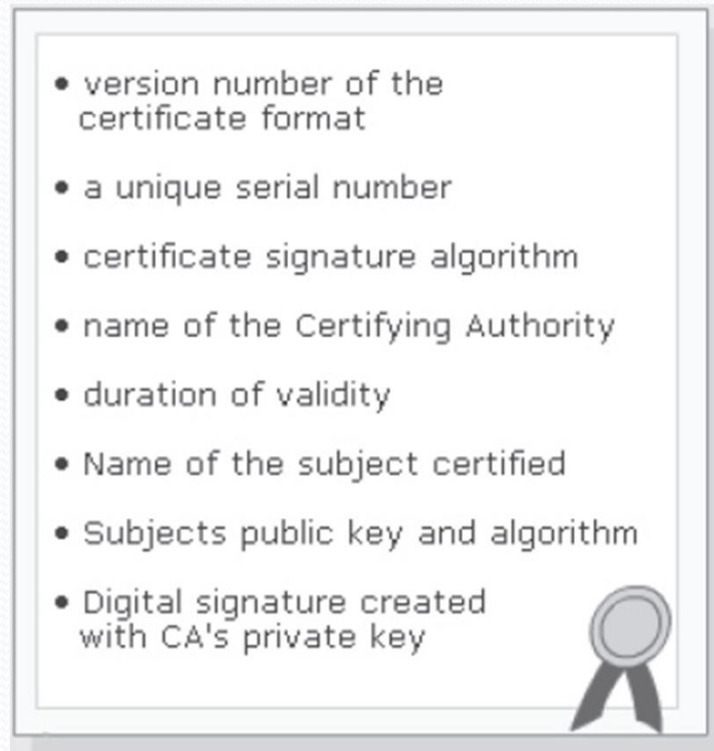 • version number of the
certificate format
• a unique serial number
• certificate signature algorithm
• name of the Certifying Authority
• duration of validity
• Name of the subject certified
• Subjects public key and algorithm
• Digital signature created
with CA's private key